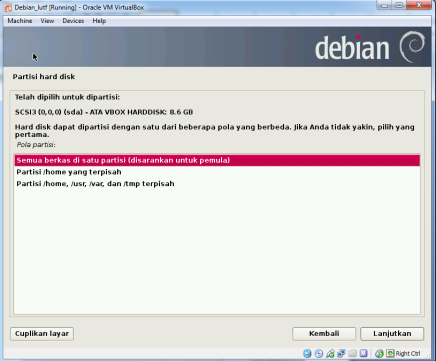 Debian_lutf [Running] - Oracle VM VirtualBox
Machine View Devices Help
debian
Partisi hard disk
Telah dipilih untuk dipartisi:
SCSI3 (0,0,0) (sda) - ATA VBOX HARDDISK: 8.6 GB
Hard disk dapat dipartisi dengan satu dari beberapa pola yang berbeda. Jika Anda tidak yakin, pilih yang
pertama.
Pola partisi:
Semua berkas di satu partisi (disarankan untuk pemula)
Partisi /home yang terpisah
Partisi /home, /usr, /var, dan /tmp terpisah
Cuplikan layar
Kembali
Lanjutkan
Right Ctrl